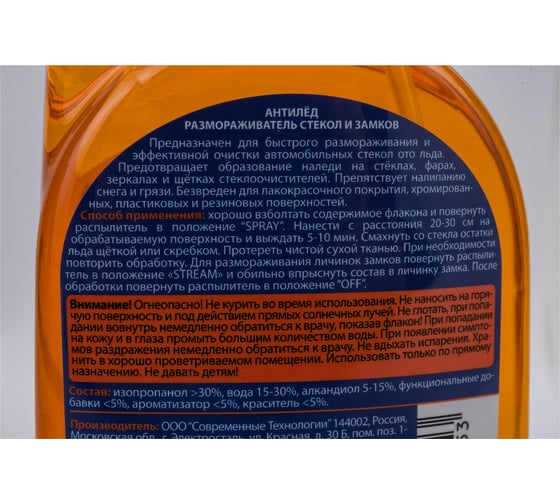 АНТИЛЁД
РАЗМОРАЖИВАТЕЛЬ СТЕКОЛ И ЗАМКОВ
Предназначен для быстрого размораживания и
эффективной очистки автомобильных стекол ото льда.
Предотвращает образование наледи на стёклах, фарах,
зеркалах и щётках стеклоочистителей. Препятствует налипанию
снега и грязи. Безвреден для лакокрасочного покрытия, хромирован-
ных, пластиковых и резиновых поверхностей.
Способ применения: хорошо взболтать содержимое флакона и повернуть
распылитель в положение "SPRAY". Нанести с расстояния 20-30 см на
обрабатываемую поверхность и выждать 5-10 мин. Смахнуть со стекла остатки
льда щёткой или скребком. Протереть чистой сухой тканью. При необходимости
повторить обработку. Для размораживания личинок замков повернуть распыли-
тель в положение «STREAM» и обильно впрыснуть состав в личинку замка. После
обработки повернуть распылитель в положение "OFF".
Внимание! Огнеопасно! Не курить во время использования. Не наносить на горя-
чую поверхность и под действием прямых солнечных лучей. Не глотать, при попа-
дании вовнутрь немедленно обратиться к врачу, показав флакон! При попадании
на кожу и в глаза промыть большим количеством воды. При появлении симпто-
мов раздражения немедленно обратиться к врачу. Не вдыхать испарения. Хра-
нить в хорошо проветриваемом помещении. Использовать только по прямому
назначению. Не давать детям!
Состав: изопропанол >30%, вода 15-30%, алкандиол 5-15%, функциональные до-
бавки <5%, ароматизатор <5%, краситель <5%.
Производитель: ООО "Современные Технологии" 144002, Россия,
Московская обл., г. Электросталь, ул. Красная, д. 30 Б, пом. поз. 1-